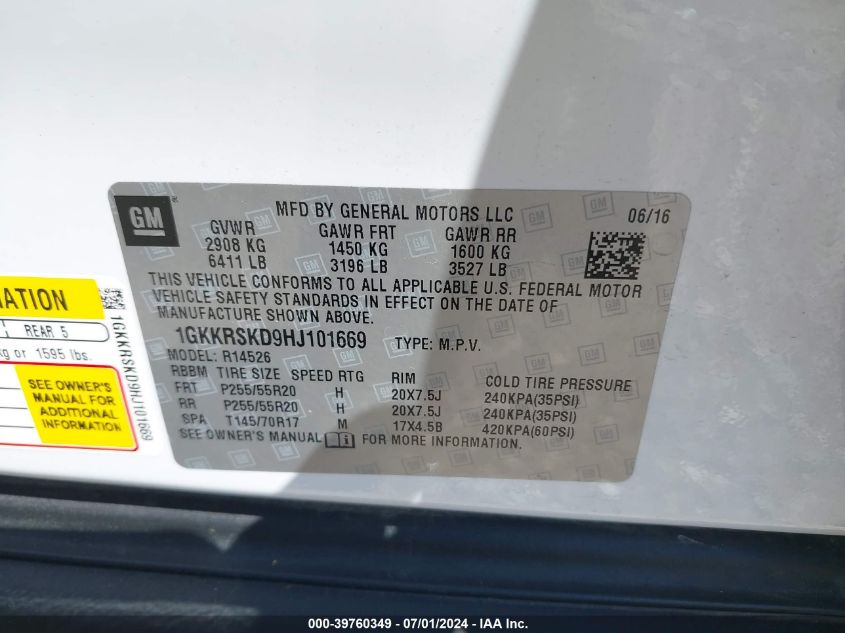 GM
MFD BY GENERAL MOTORS LLC 06/16
GVWR GAWR FRT GAWR RR
2908 KG 1450 KG 1600 KG
6411 LB 3196 LB 3527 LB
THIS VEHICLE CONFORMS TO ALL APPLICABLE U.S. FEDERAL MOTOR
VEHICLE SAFETY STANDARDS IN EFFECT ON THE DATE OF
MANUFACTURE SHOWN ABOVE.
1GKKRSKD9HJ101669 TYPE: M.P.V.
MODEL: R14526
RBBM TIRE SIZE SPEED RTG RIM COLD TIRE PRESSURE
FRT P255/55R20 H 20X7.5J 240KPA(35PSI)
RR P255/55R20 H 20X7.5J 240KPA(35PSI)
SPA T145/70R17 M 17X4.5B 420KPA(60PSI)
SEE OWNER'S MANUAL FOR MORE INFORMATION.
MATION
REAR 5
kg or 1595 lbs.
SEE OWNER'S
MANUAL FOR
ADDITIONAL
INFORMATION
1GKKRSKD9HJ101669
000-39760349 - 07/01/2024 - IAA Inc.